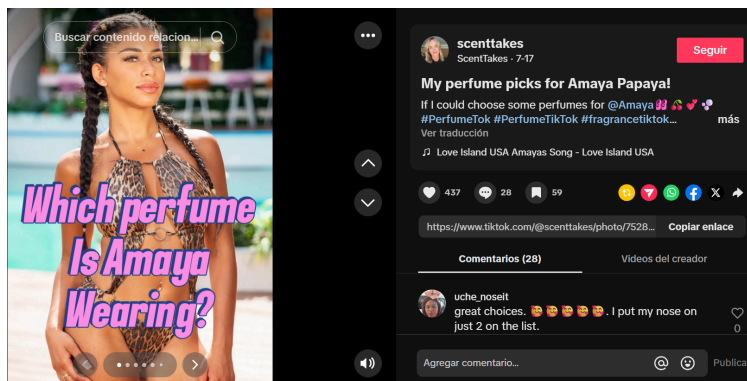 Buscar contenido relacion...
Which perfume
Is Amaya
Wearing?
scenttakes
ScentTakes · 7-17
Seguir
My perfume picks for Amaya Papaya!
If I could choose some perfumes for @Amaya
#PerfumeTok #PerfumeTikTok #fragrancetiktok... más
Ver traducción
Love Island USA Amayas Song - Love Island USA
437 28 59
https://www.tiktok.com/@scenttakes/photo/7528... Copiar enlace
Comentarios (28) Videos del creador
uche_noseit
great choices. 🥰🥰🥰🥰🥰. I put my nose on
just 2 on the list.
0
Agregar comentario... Publica